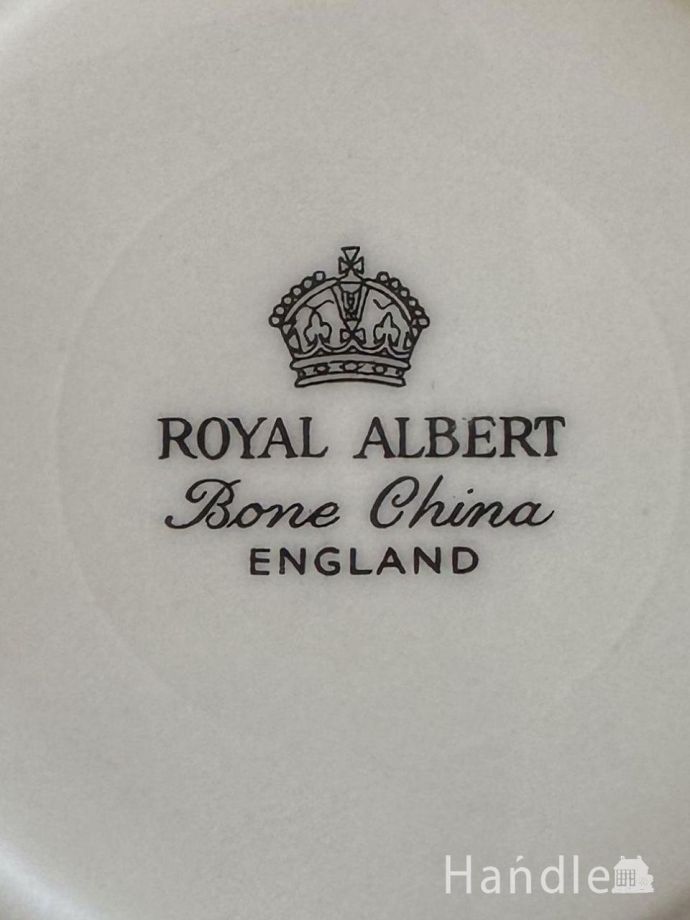 ROYAL ALBERT
Bone China
ENGLAND
Handle